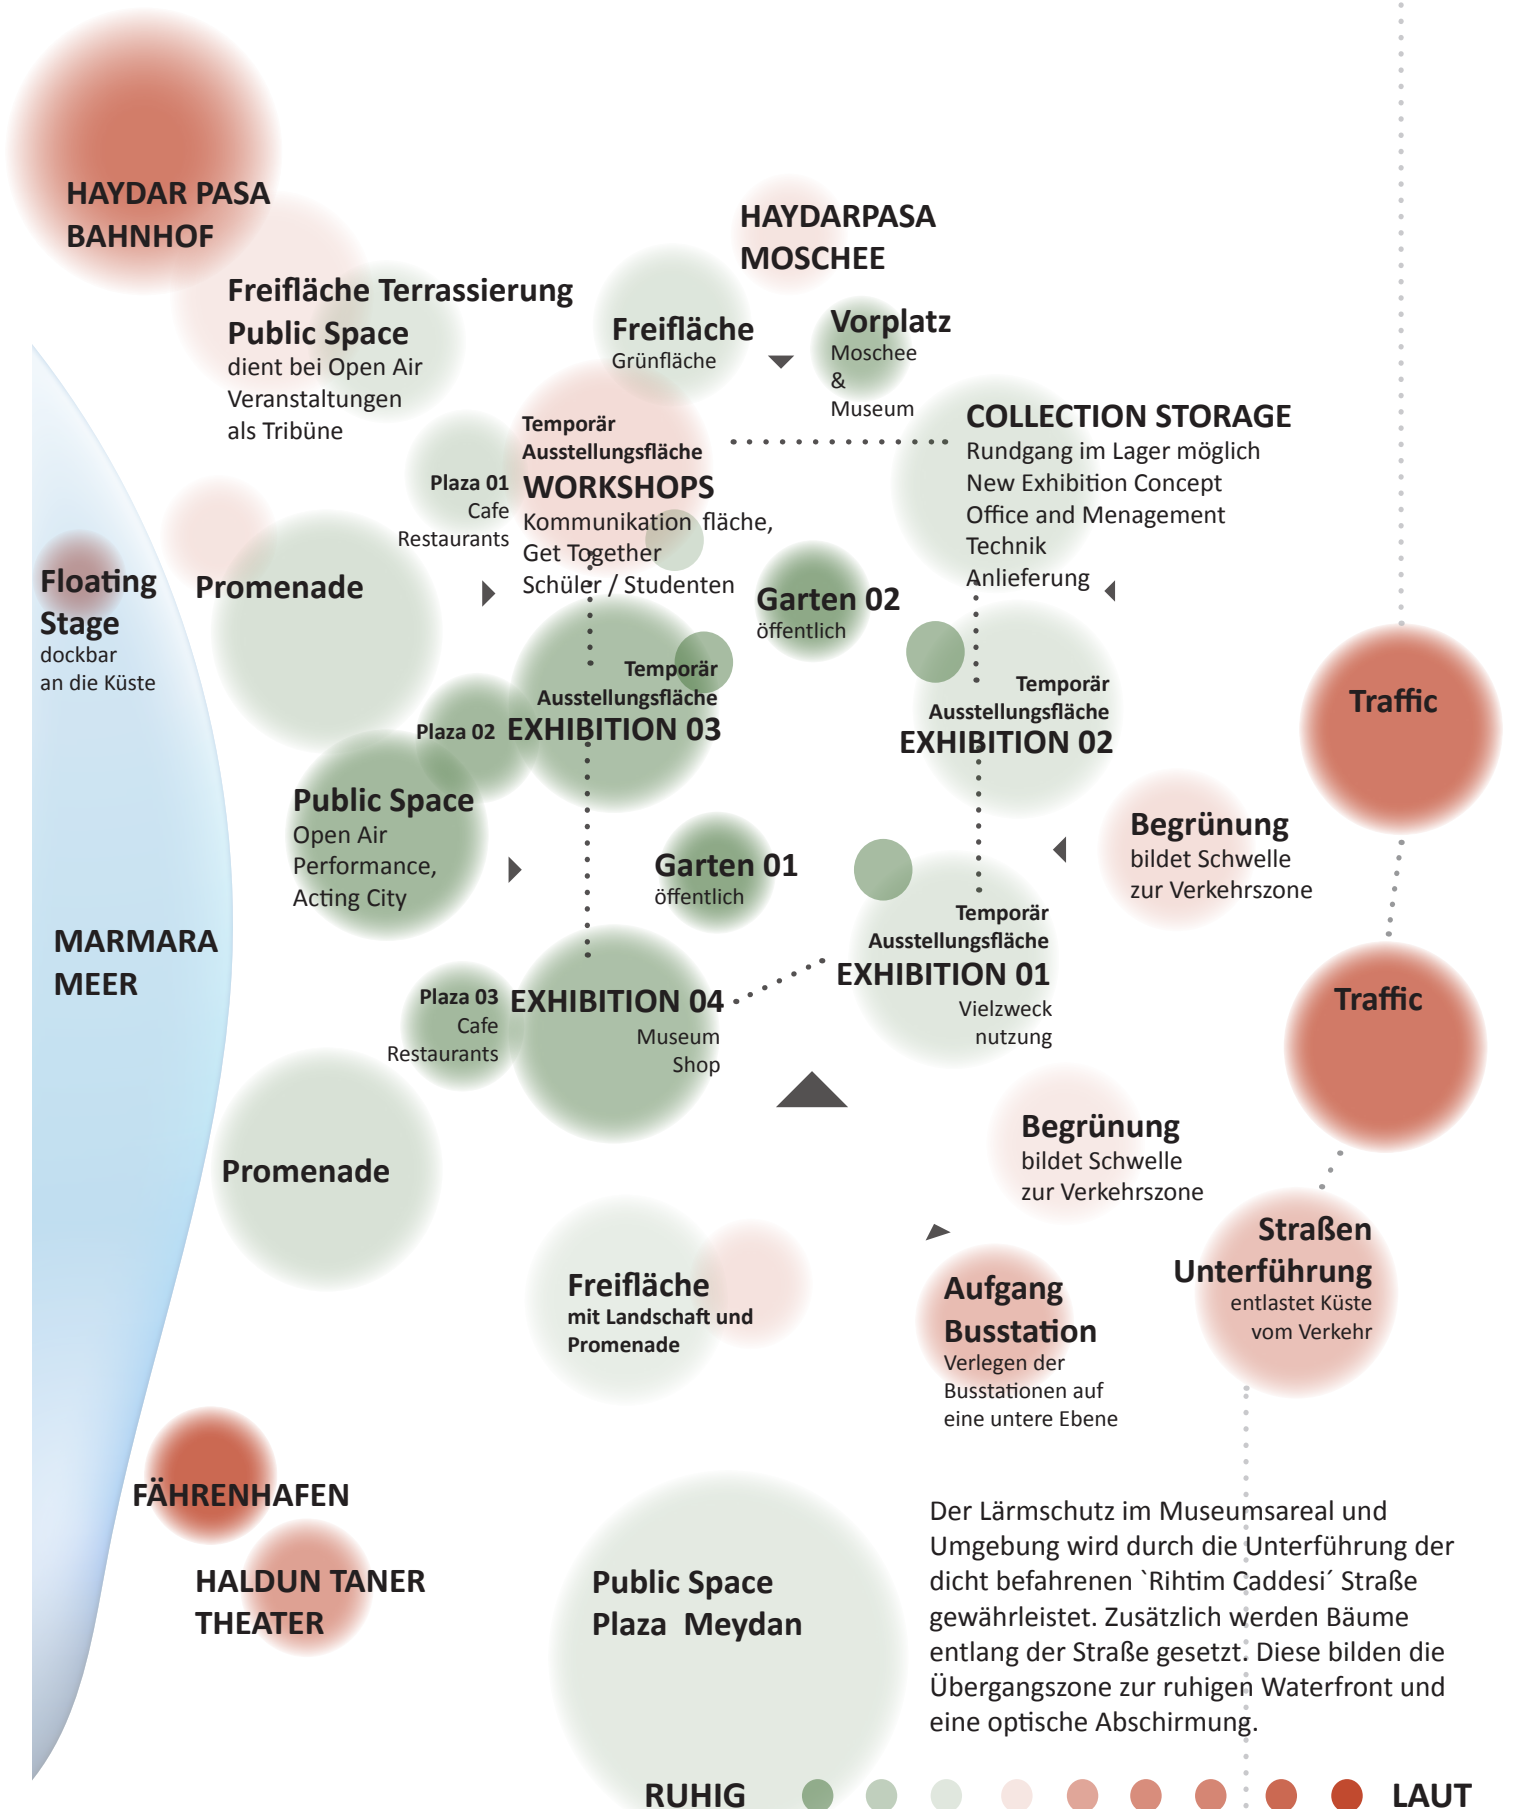 HAYDAR PASA
BAHNHOF
HAYDARPASA
MOSCHEE
Freifläche Terrassierung
Public Space
dient bei Open Air
Veranstaltungen
als Tribüne
Freifläche
Grünfläche
Vorplatz
Moschee
&
Museum
Temporär
Ausstellungsfläche
WORKSHOPS
Kommunikation fläche,
Get Together
Schüler / Studenten
Plaza 01
Cafe
Restaurants
COLLECTION STORAGE
Rundgang im Lager möglich
New Exhibition Concept
Office and Menagement
Technik
Anlieferung
Floating
Stage
dockbar
an die Küste
Promenade
Garten 02
öffentlich
Temporär
Ausstellungsfläche
EXHIBITION 03
Plaza 02
Temporär
Ausstellungsfläche
EXHIBITION 02
Traffic
Public Space
Open Air
Performance,
Acting City
Begrünung
bildet Schwelle
zur Verkehrszone
Garten 01
öffentlich
MARMARA
MEER
Temporär
Ausstellungsfläche
EXHIBITION 01
Vielzweck
nutzung
Plaza 03
Cafe
Restaurants
EXHIBITION 04
Museum
Shop
Traffic
Promenade
Begrünung
bildet Schwelle
zur Verkehrszone
Freifläche
mit Landschaft und
Promenade
Aufgang
Busstation
Verlegen der
Busstationen auf
eine untere Ebene
Straßen
Unterführung
entlastet Küste
vom Verkehr
FÄHRENHAFEN
HALDUN TANER
THEATER
Public Space
Plaza  Meydan
Der Lärmschutz im Museumsareal und
Umgebung wird durch die Unterführung der
dicht befahrenen `Rihtim Caddesi´ Straße
gewährleistet. Zusätzlich werden Bäume
entlang der Straße gesetzt. Diese bilden die
Übergangszone zur ruhigen Waterfront und
eine optische Abschirmung.
RUHIG
LAUT